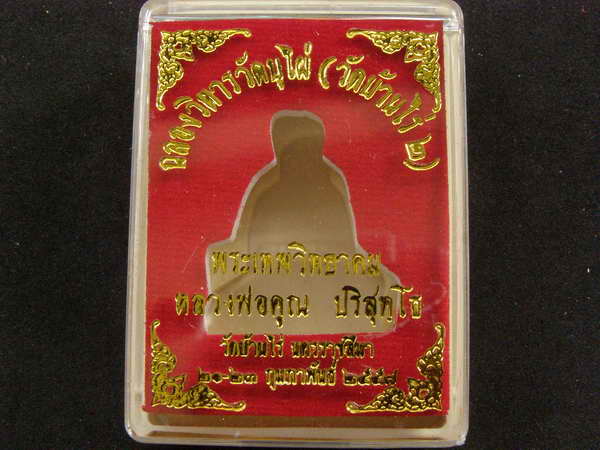 ฉลองวิหารวัดบุไผ่ (วัดบ้านไร่ ๒)
พระเทพวิทยาคม
หลวงพ่อคูณ ปริสุทฺโธ
วัดบ้านไร่ นครราชสีมา
๒๐-๒๓ กุมภาพันธ์ ๒๕๕๗